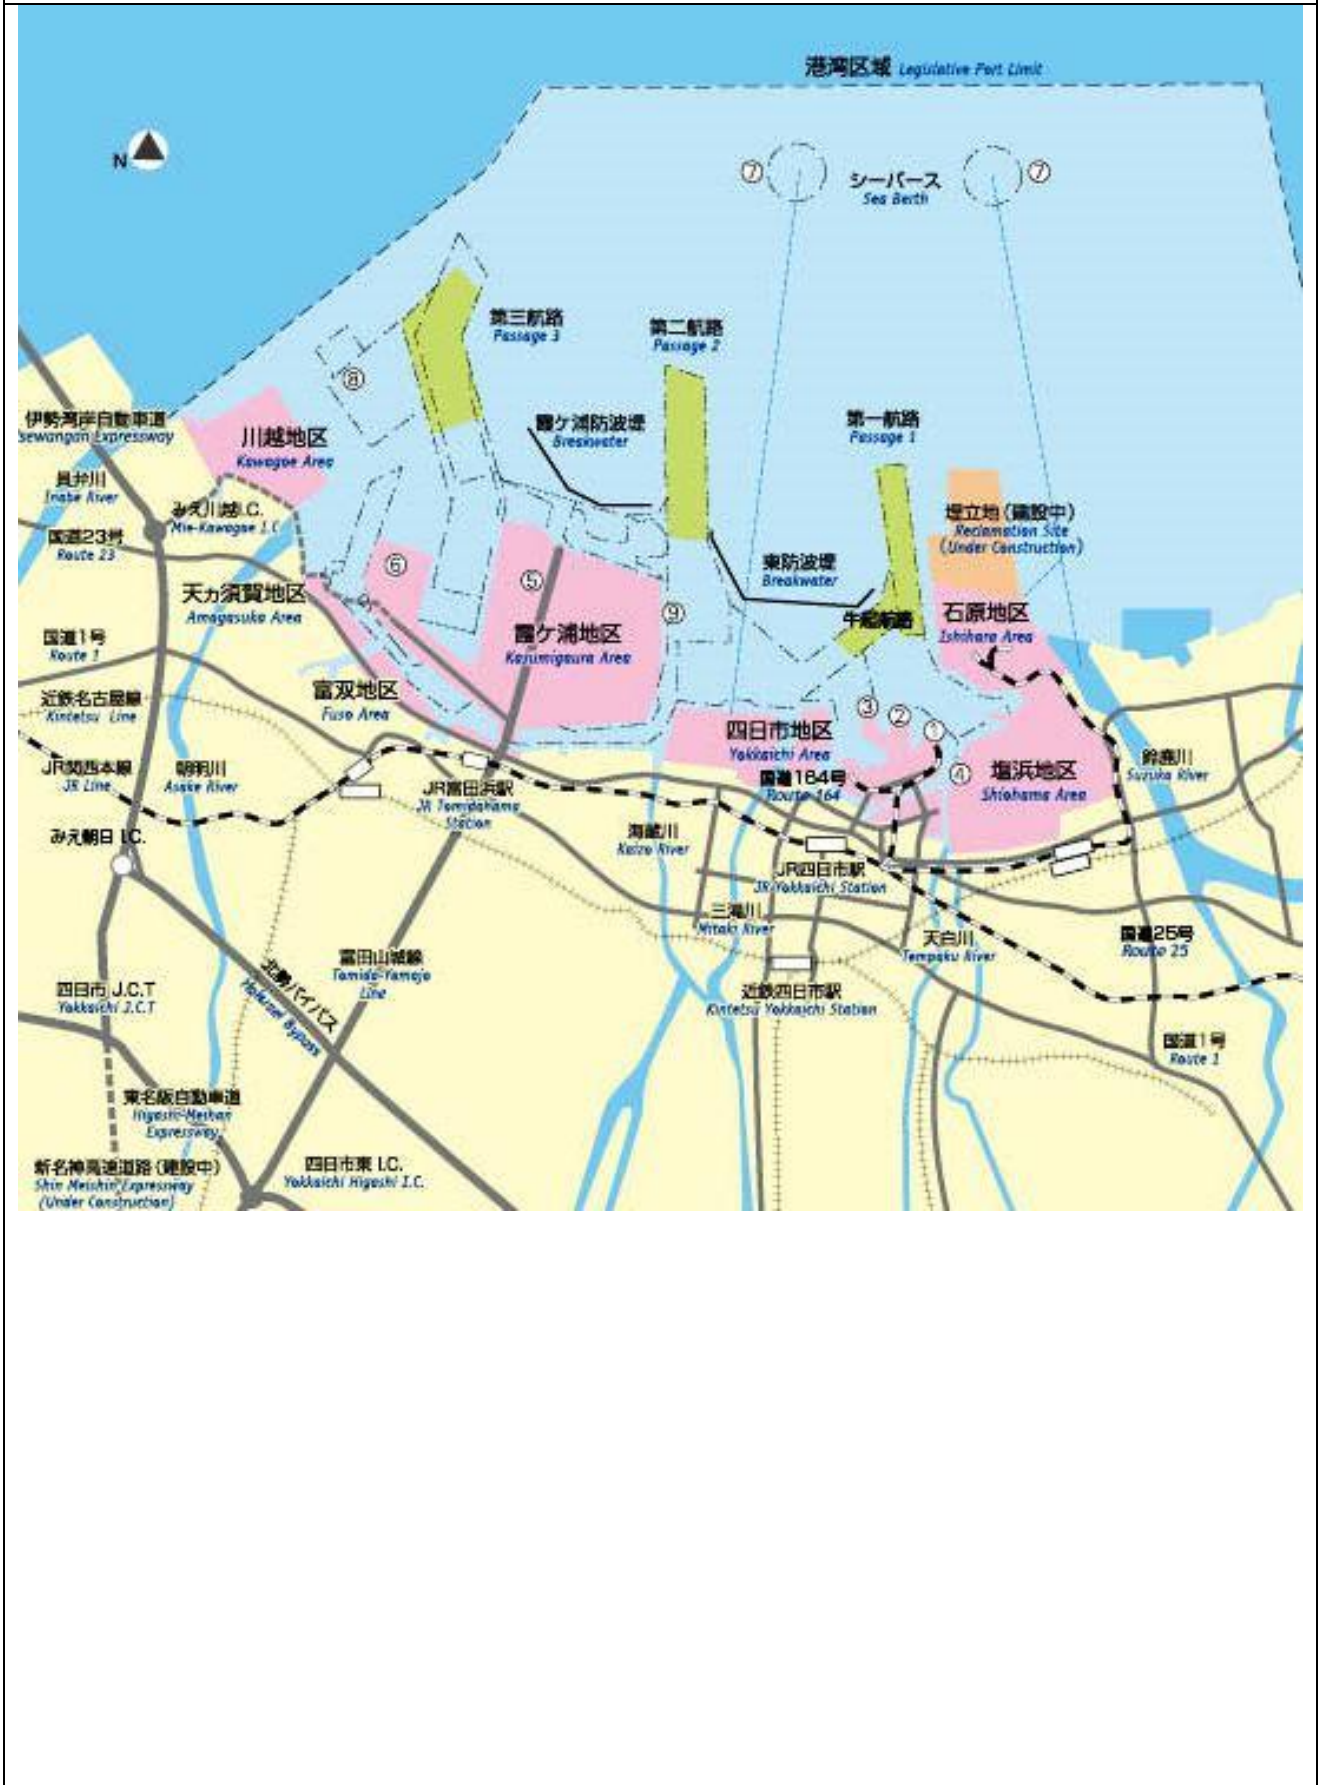 港湾区域 Legislative Port Limit
N
⑦
シーバース
Sea Berth
⑦
第三航路
Passage 3
第二航路
Passage 2
⑧
伊勢湾岸自動車道
sewangan Expressway
川越地区
Kawagoe Area
霞ケ浦防波堤
Breakwater
第一航路
Passage 1
員弁川
Inabe River
みえ川越I.C.
Mie-Kawagoe I.C
埋立地(建設中)
Reclamation Site
(Under Construction)
国道23号
Route 23
⑥
⑤
東防波堤
Breakwater
天ヵ須賀地区
Amagasuka Area
⑨
午起航路
石原地区
Ishihara Area
国道1号
Route 1
霞ケ浦地区
Kasumigaura Area
近鉄名古屋線
Kintetsu Line
富双地区
Fuso Area
③
②
①
四日市地区
Yokkaichi Area
JR関西本線
JR Line
朝明川
Asake River
JR富田浜駅
JR Tomidahama
Station
国道164号
Route 164
④
塩浜地区
Shiohama Area
鈴鹿川
Suzuka River
みえ朝日 I.C.
海蔵川
Kaizo River
JR四日市駅
JR Yokkaichi Station
三滝川
Mitaki River
天白川
Tempaku River
国道25号
Route 25
四日市 J.C.T
Yokkaichi J.C.T
北勢バイパス
Hokusei Bypass
富田山城線
Tomida-Yamajo
Line
近鉄四日市駅
Kintetsu Yokkaichi Station
国道1号
Route 1
東名阪自動車道
Higashi-Meihan
Expressway
新名神高速道路(建設中)
Shin Meishin Expressway
(Under Construction)
四日市東 I.C.
Yokkaichi Higashi I.C.